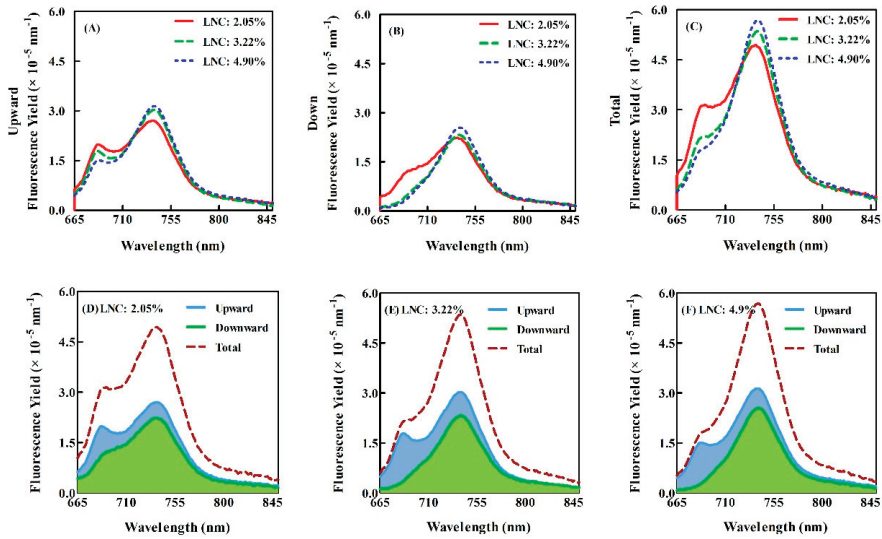 (A)
LNC: 2.05%
LNC: 3.22%
LNC: 4.90%
Upward
Fluorescence Yield (× 10⁻⁵ nm⁻¹)
6.0
4.5
3.0
1.5
0.0
665 710 755 800 845
Wavelength (nm)
(B)
LNC: 2.05%
LNC: 3.22%
LNC: 4.90%
Down
Fluorescence Yield (× 10⁻⁵ nm⁻¹)
6.0
4.5
3.0
1.5
0.0
665 710 755 800 845
Wavelength (nm)
(C)
LNC: 2.05%
LNC: 3.22%
LNC: 4.90%
Total
Fluorescence Yield (× 10⁻⁵ nm⁻¹)
6.0
4.5
3.0
1.5
0.0
665 710 755 800 845
Wavelength (nm)
(D) LNC: 2.05%
Upward
Downward
Total
Fluorescence Yield (× 10⁻⁵ nm⁻¹)
6.0
4.5
3.0
1.5
0.0
665 710 755 800 845
Wavelength (nm)
(E) LNC: 3.22%
Upward
Downward
Total
Fluorescence Yield (× 10⁻⁵ nm⁻¹)
6.0
4.5
3.0
1.5
0.0
665 710 755 800 845
Wavelength (nm)
(F) LNC: 4.9%
Upward
Downward
Total
Fluorescence Yield (× 10⁻⁵ nm⁻¹)
6.0
4.5
3.0
1.5
0.0
665 710 755 800 845
Wavelength (nm)